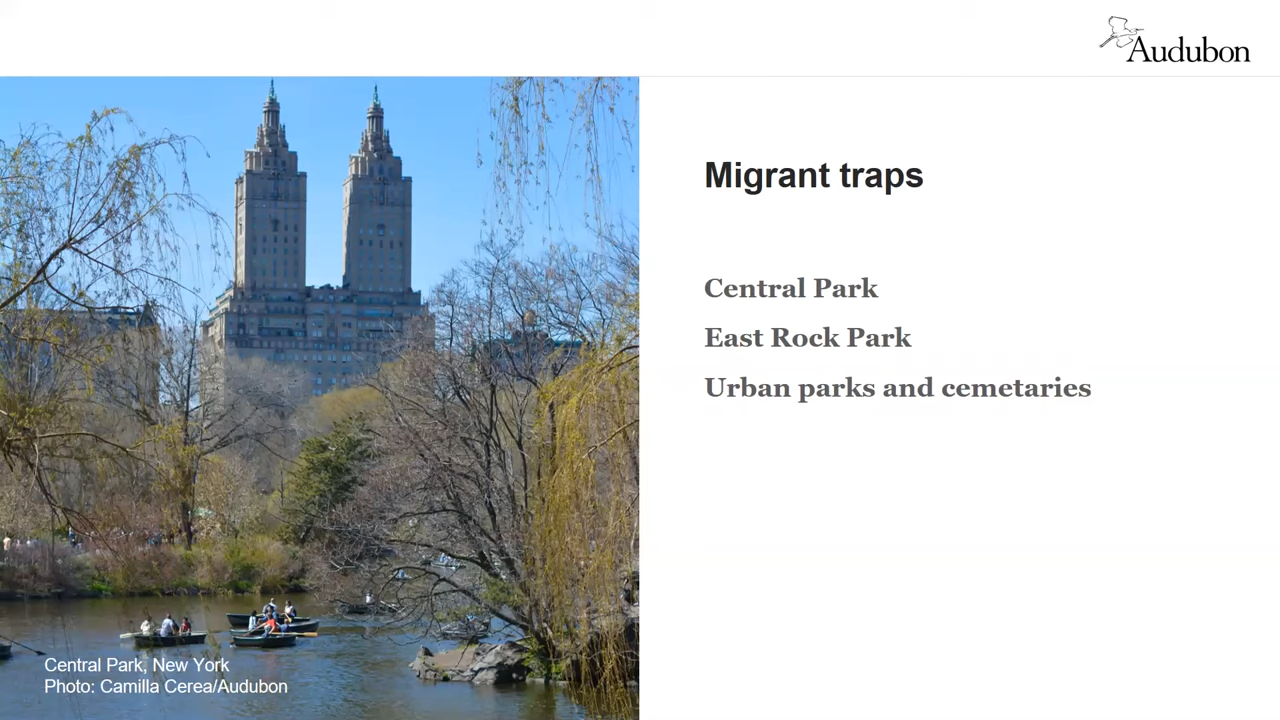 Audubon
Migrant traps
Central Park
East Rock Park
Urban parks and cemetaries
Central Park, New York
Photo: Camilla Cerea/Audubon